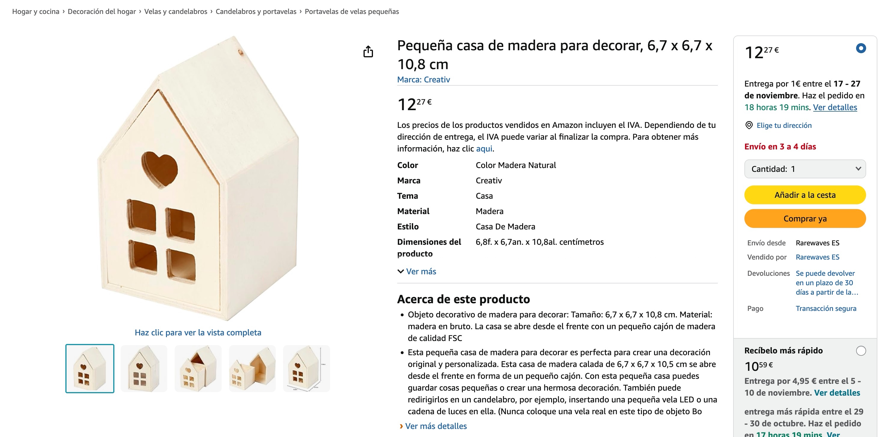 Hogar y cocina › Decoración del hogar › Velas y candelabros › Candelabros y portavelas › Portavelas de velas pequeñas
Haz clic para ver la vista completa
Pequeña casa de madera para decorar, 6,7 x 6,7 x
10,8 cm
Marca: Creativ
12 27 €
Los precios de los productos vendidos en Amazon incluyen el IVA. Dependiendo de tu
dirección de entrega, el IVA puede variar al finalizar la compra. Para obtener más
información, haz clic aquí.
Color Color Madera Natural
Marca Creativ
Tema Casa
Material Madera
Estilo Casa De Madera
Dimensiones del 6,8f. x 6,7an. x 10,8al. centímetros
producto
Ver más
Acerca de este producto
• Objeto decorativo de madera para decorar: Tamaño: 6,7 x 6,7 x 10,8 cm. Material:
madera en bruto. La casa se abre desde el frente con un pequeño cajón de madera
de calidad FSC
• Esta pequeña casa de madera para decorar es perfecta para crear una decoración
original y personalizada. Esta casa de madera calada de 6,7 x 6,7 x 10,5 cm se abre
desde el frente en forma de un pequeño cajón. Con esta pequeña casa puedes
guardar cosas pequeñas o crear una hermosa decoración. También puede
redirigirlos en un candelabro, por ejemplo, insertando una pequeña vela LED o una
cadena de luces en ella. (Nunca coloque una vela real en este tipo de objeto Bo
› Ver más detalles
12 27 €
Entrega por 1€ entre el 17 - 27
de noviembre. Haz el pedido en
18 horas 19 mins. Ver detalles
Elige tu dirección
Envío en 3 a 4 días
Cantidad: 1
Añadir a la cesta
Comprar ya
Envío desde Rarewaves ES
Vendido por Rarewaves ES
Devoluciones Se puede devolver
en un plazo de 30
días a partir de la...
Pago Transacción segura
Recíbelo más rápido
10 59 €
Entrega por 4,95 € entre el 5 -
10 de noviembre. Ver detalles
entrega más rápida entre el 29
- 30 de octubre. Haz el pedido
en 17 horas 19 mins. Ver